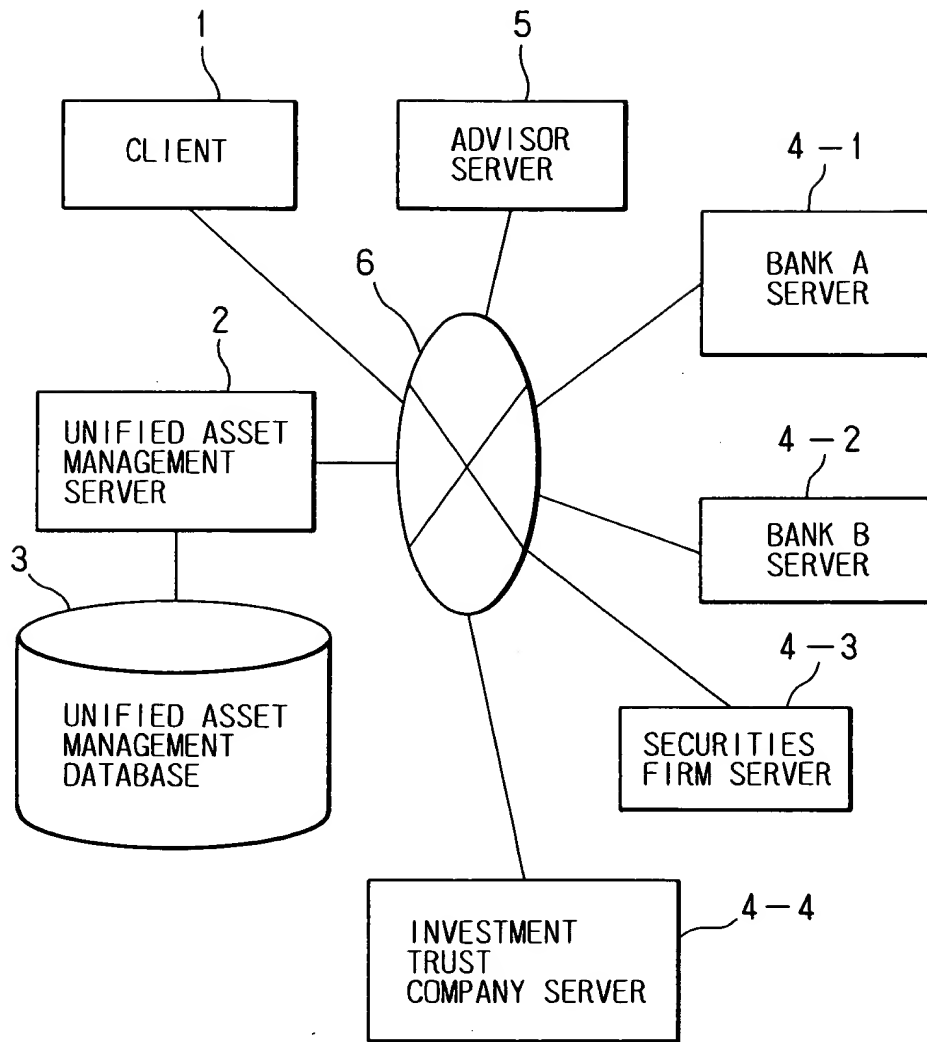 1
5
CLIENT
ADVISOR
SERVER
4-1
BANK A
SERVER
6
2
UNIFIED ASSET
MANAGEMENT
SERVER
4-2
BANK B
SERVER
3
UNIFIED ASSET
MANAGEMENT
DATABASE
4-3
SECURITIES
FIRM SERVER
4-4
INVESTMENT
TRUST
COMPANY SERVER